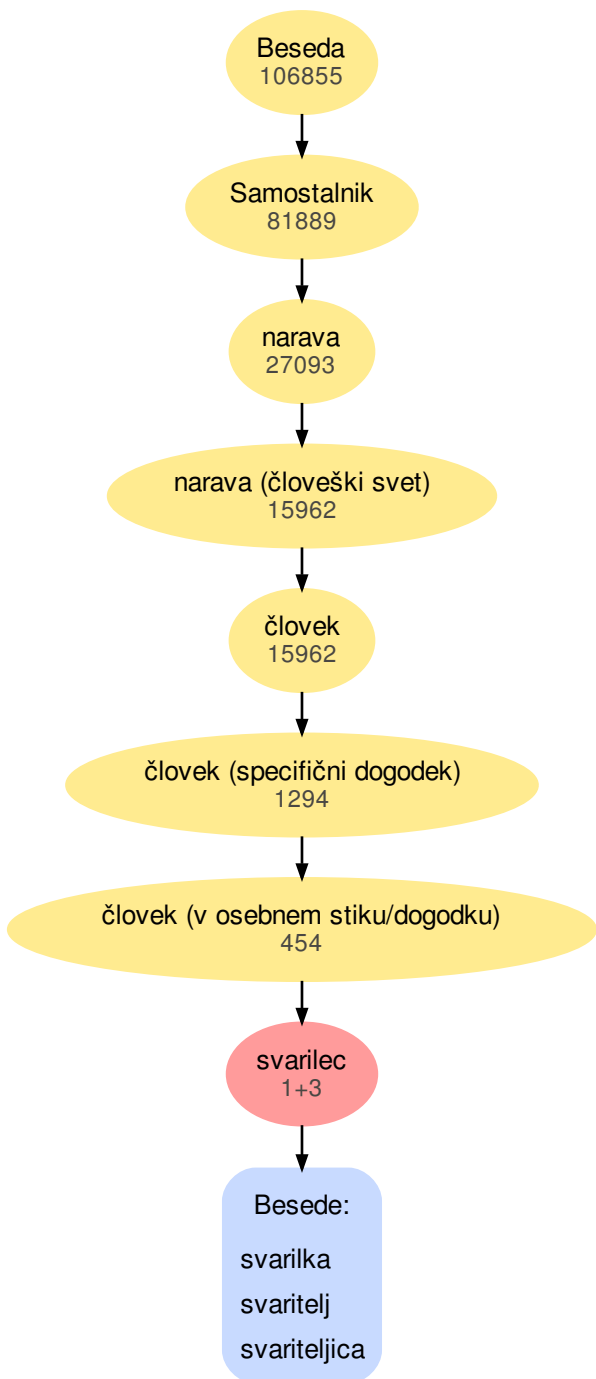 Beseda
106855
Samostalnik
81889
narava
27093
narava (človeški svet)
15962
človek
15962
človek (specifični dogodek)
1294
človek (v osebnem stiku/dogodku)
454
svarilec
1+3
Besede:
svarilka
svaritelj
svariteljica